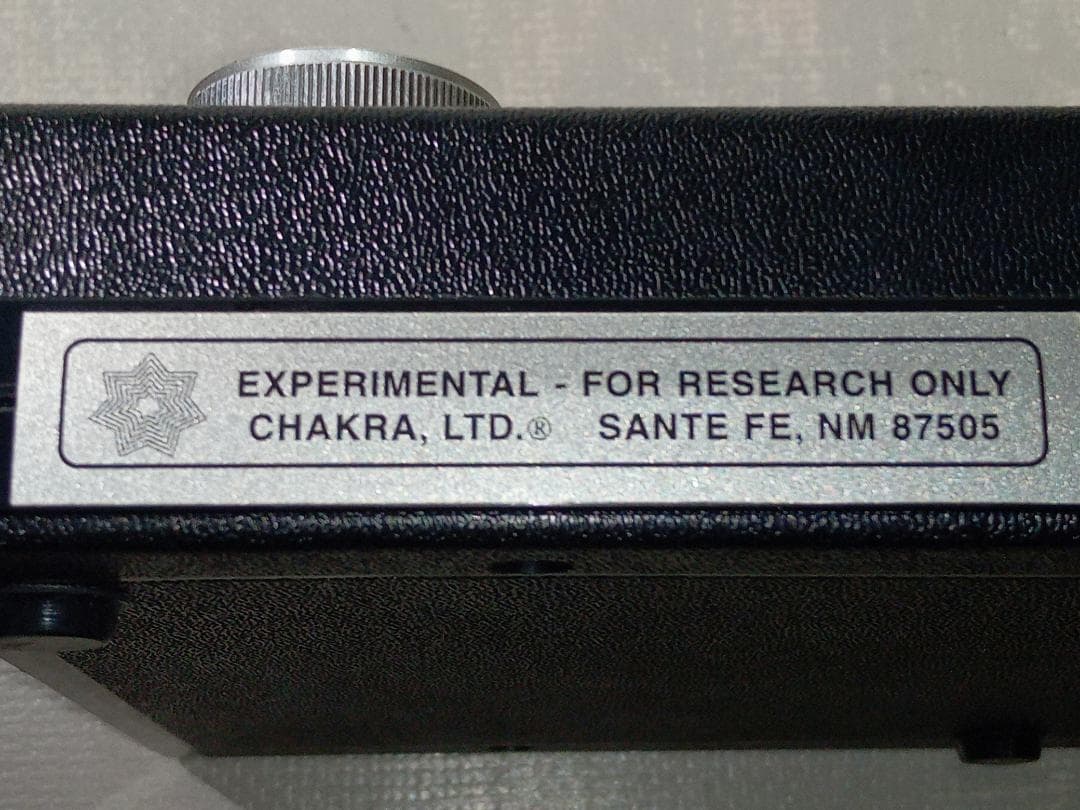 EXPERIMENTAL - FOR RESEARCH ONLY
CHAKRA, LTD.® SANTE FE, NM 87505